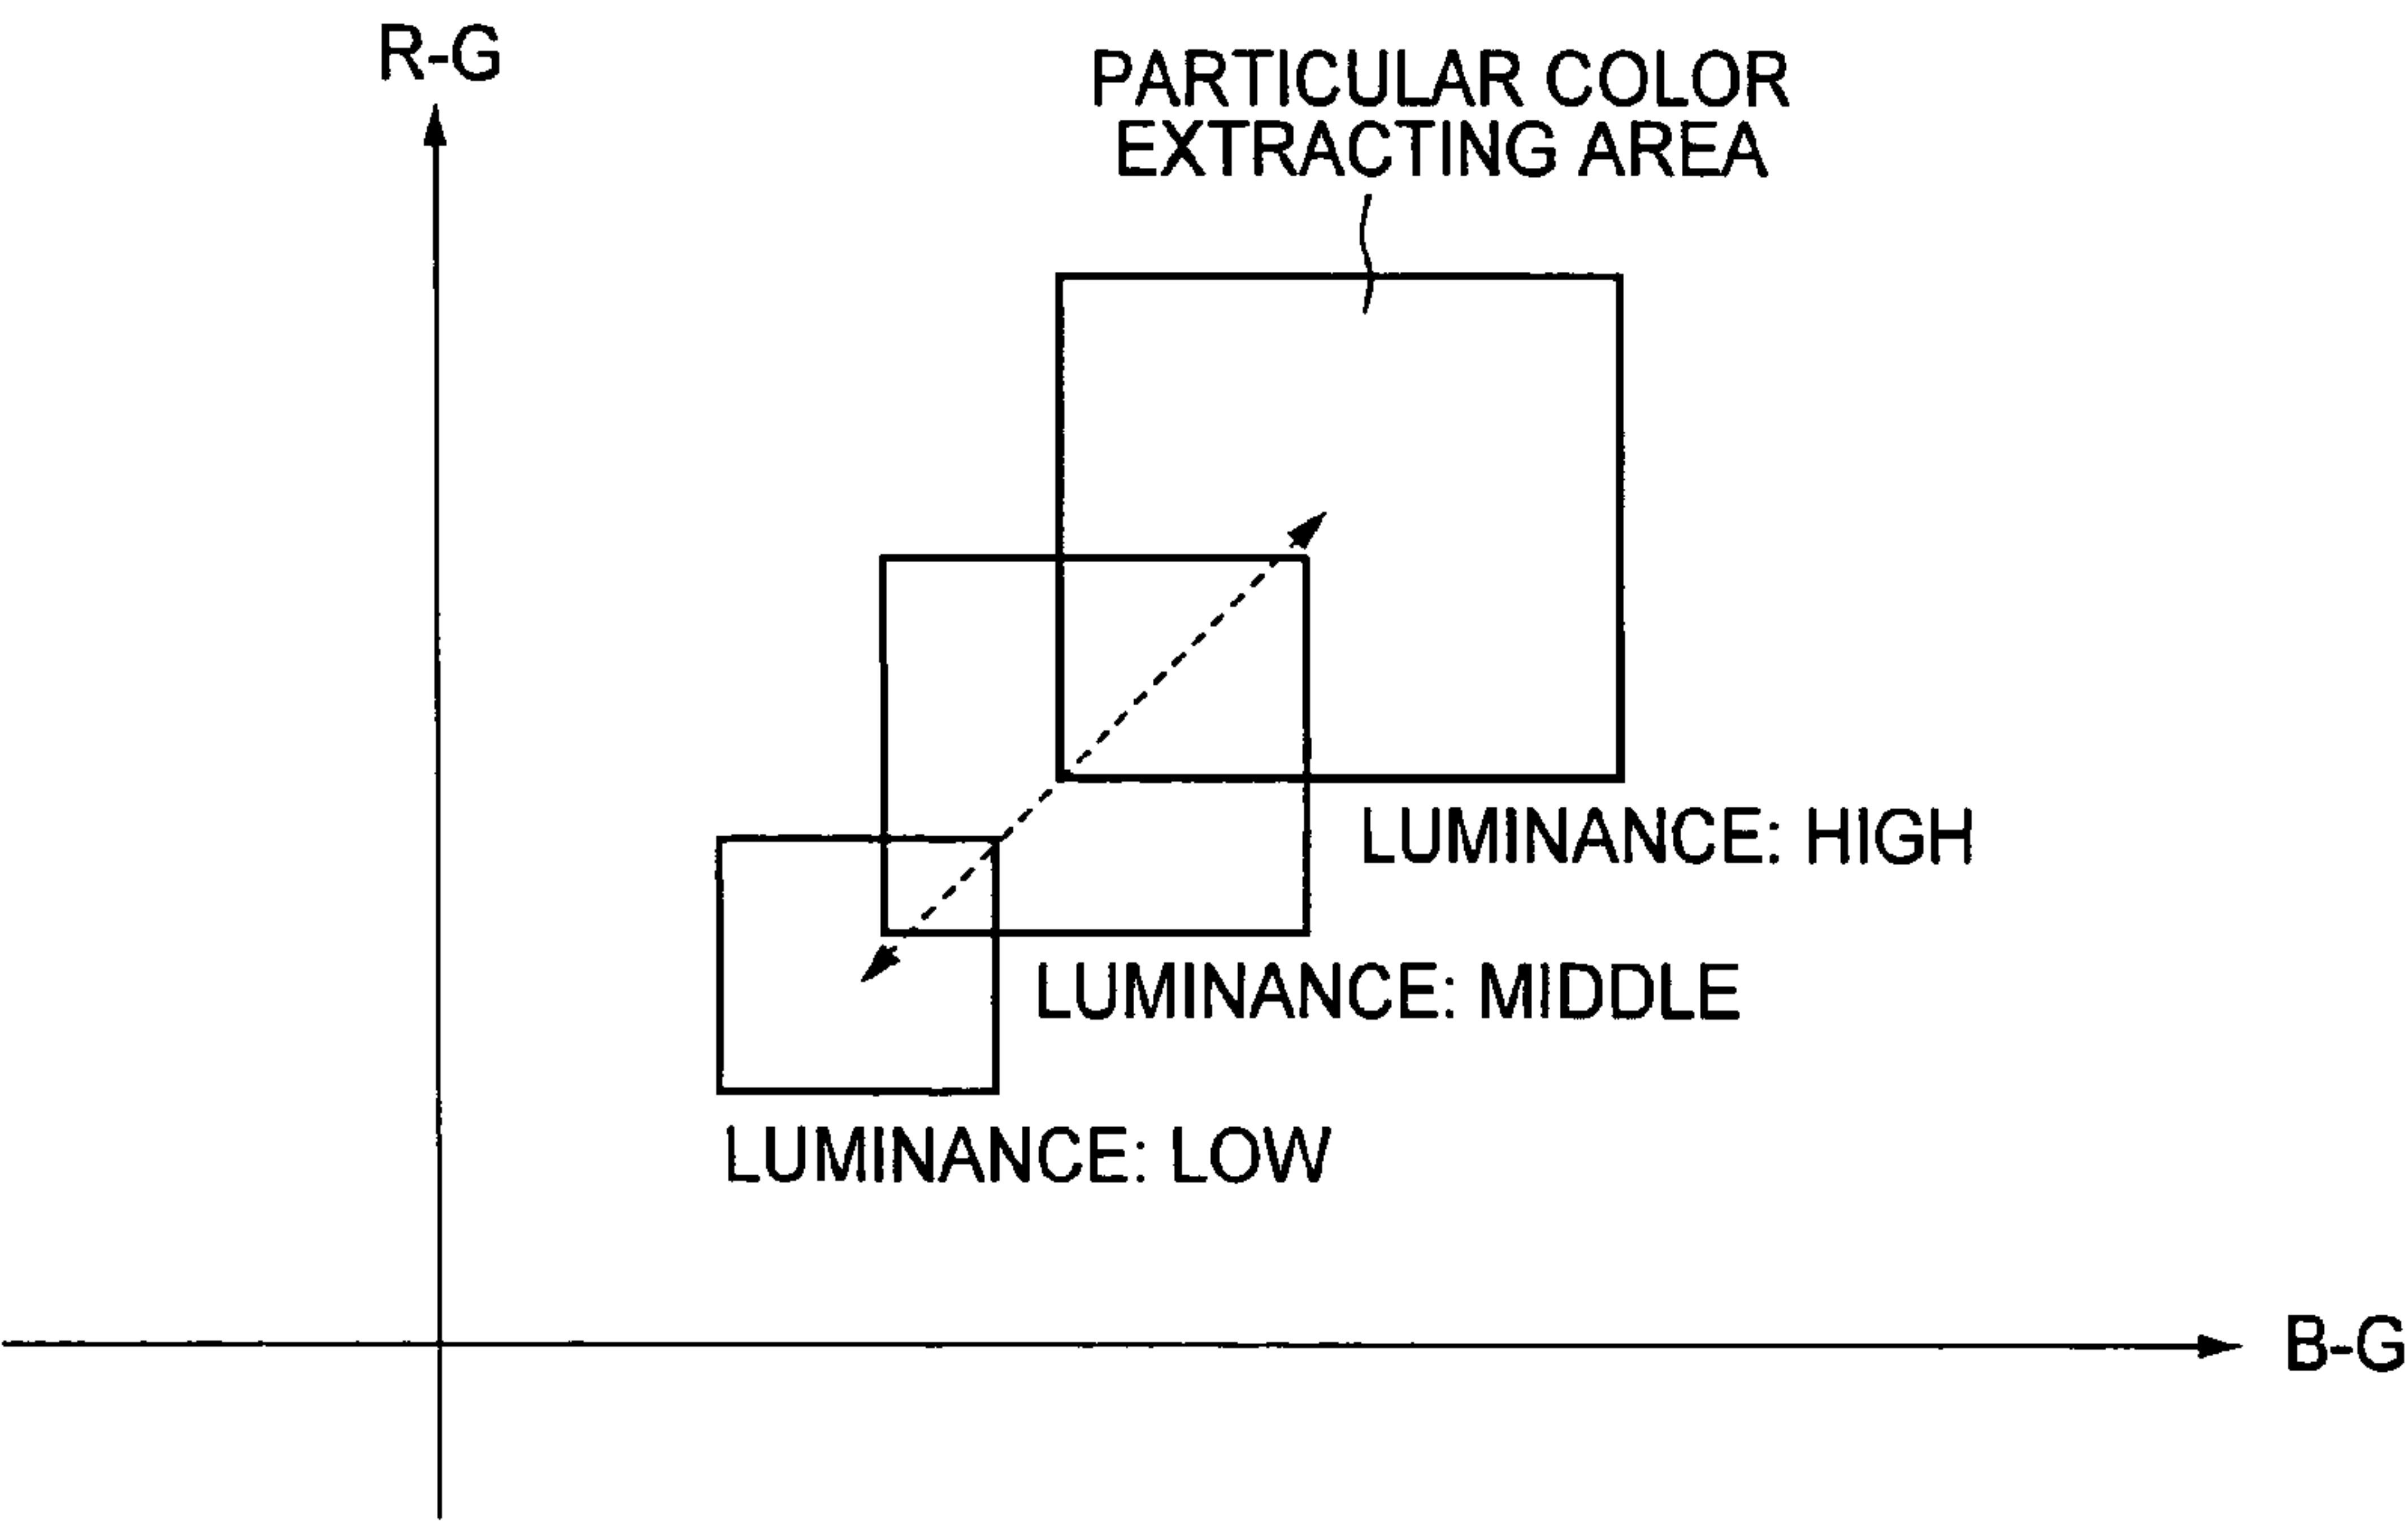 R-G
PARTICULAR COLOR
EXTRACTING AREA
LUMINANCE: HIGH
LUMINANCE: MIDDLE
LUMINANCE: LOW
B-G